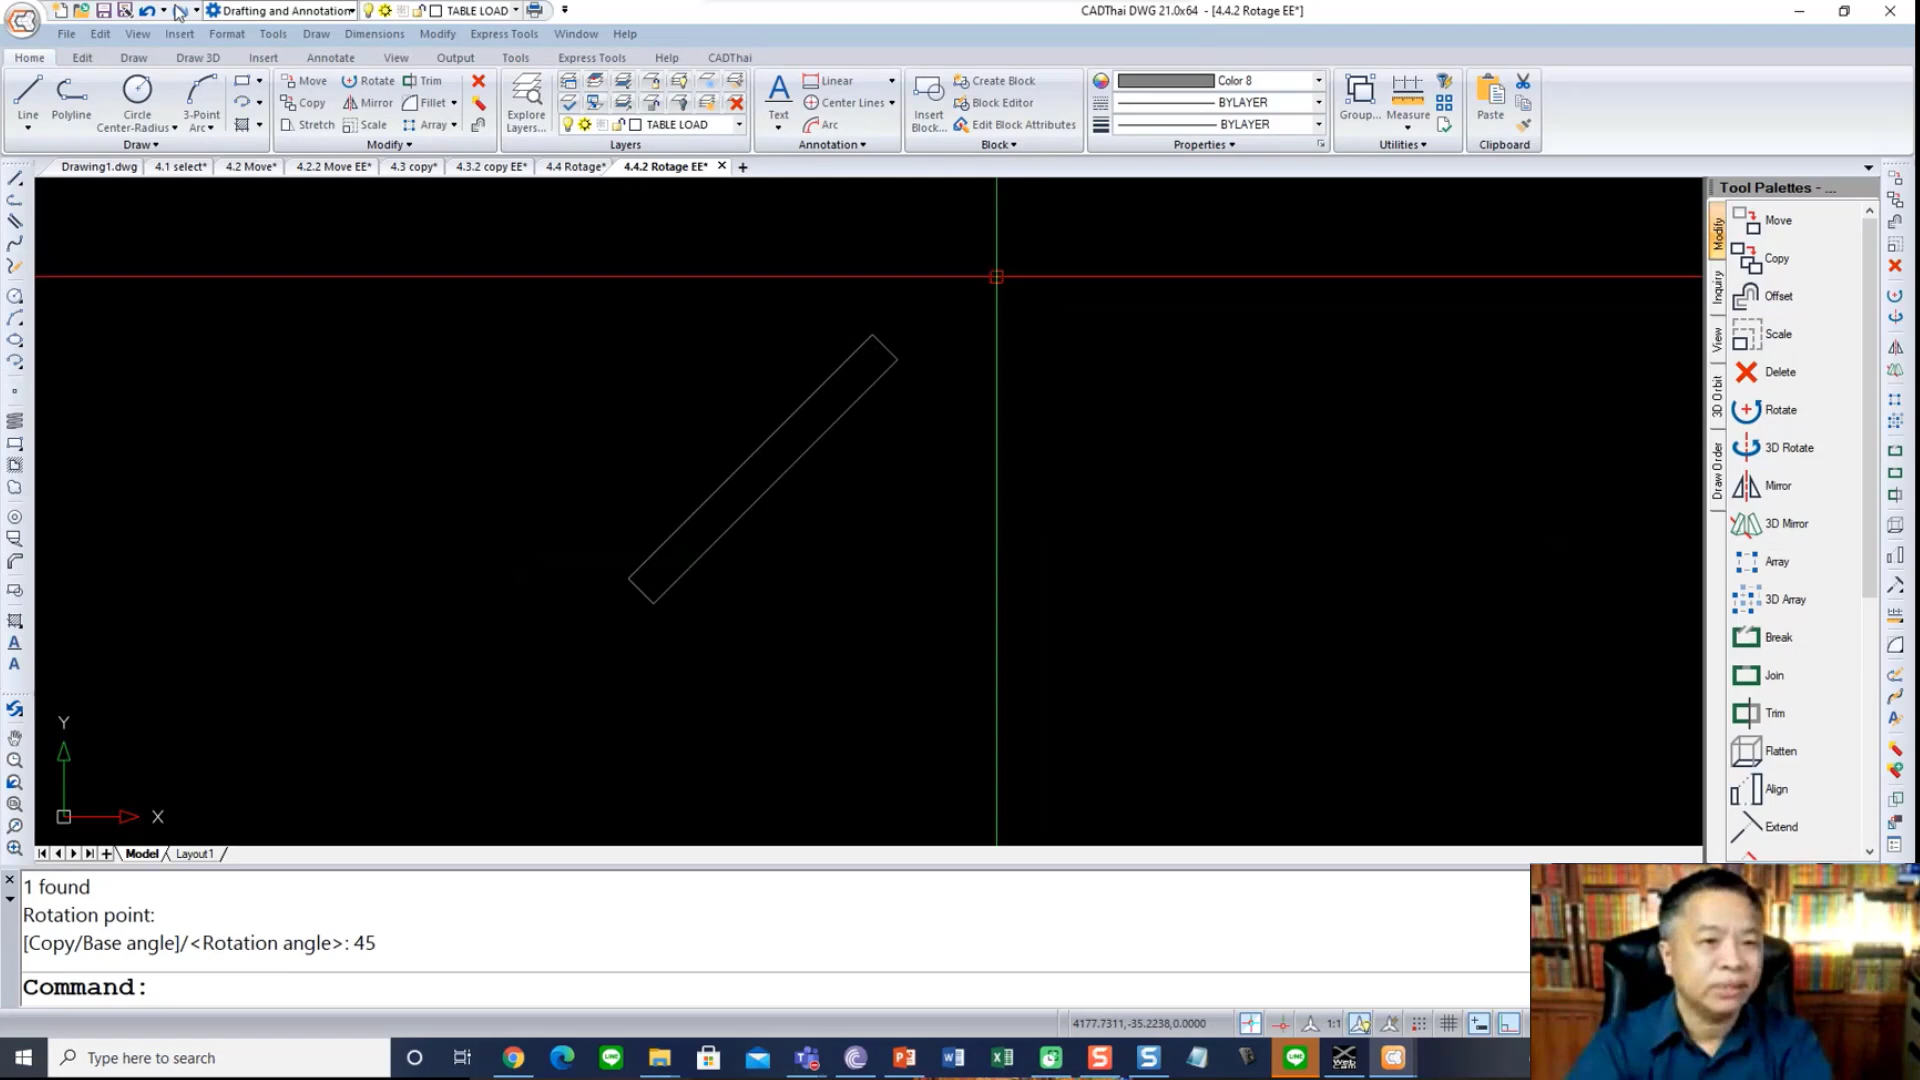 Drafting and Annotation
TABLE LOAD
CADThai DWG 21.0x64 - [4.4.2 Rotage EE*]
File Edit View Insert Format Tools Draw Dimensions Modify Express Tools Window Help
Home Edit Draw Draw 3D Insert Annotate View Output Tools Express Tools Help CADThai
Line
Polyline
Circle
Center-Radius
3-Point
Arc
Draw
Move Rotate Trim
Copy Mirror Fillet
Stretch Scale Array
Modify
Explore
Layers...
TABLE LOAD
Layers
Text
Linear
Center Lines
Arc
Annotation
Insert
Block...
Create Block
Block Editor
Edit Block Attributes
Block
Color 8
BYLAYER
BYLAYER
Properties
Group...
Measure
Utilities
Paste
Clipboard
Drawing1.dwg 4.1 select* 4.2 Move* 4.2.2 Move EE* 4.3 copy* 4.3.2 copy EE* 4.4 Rotage* 4.4.2 Rotage EE*
Tool Palettes - ...
Modify
Inquiry
View
3D Orbit
Draw Order
Move
Copy
Offset
Scale
Delete
Rotate
3D Rotate
Mirror
3D Mirror
Array
3D Array
Break
Join
Trim
Flatten
Align
Extend
Y
X
Model Layout1
1 found
Rotation point:
[Copy/Base angle]/<Rotation angle>: 45
Command:
4177.7311,-35.2238,0.0000
1:1
Type here to search